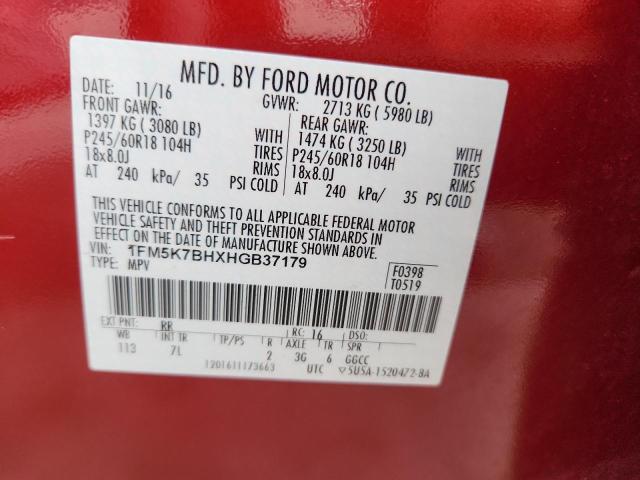 MFD. BY FORD MOTOR CO.
DATE: 11/16 GVWR: 2713 KG ( 5980 LB)
FRONT GAWR: REAR GAWR:
1397 KG ( 3080 LB) WITH 1474 KG ( 3250 LB) WITH
P245/60R18 104H TIRES P245/60R18 104H TIRES
18x8.0J RIMS 18x8.0J RIMS
AT 240 kPa/ 35 PSI COLD AT 240 kPa/ 35 PSI COLD
THIS VEHICLE CONFORMS TO ALL APPLICABLE FEDERAL MOTOR
VEHICLE SAFETY AND THEFT PREVENTION STANDARDS IN
EFFECT ON THE DATE OF MANUFACTURE SHOWN ABOVE.
VIN: 1FM5K7BHXHGB37179
TYPE: MPV
F0398
T0519
EXT PNT: RR RC: 16 DSO:
WB INT TR TP/PS R AXLE TR SPR
113 7L 2 3G 6 GGCC
1201611173663 UTC ▽5U5A-1520472-BA